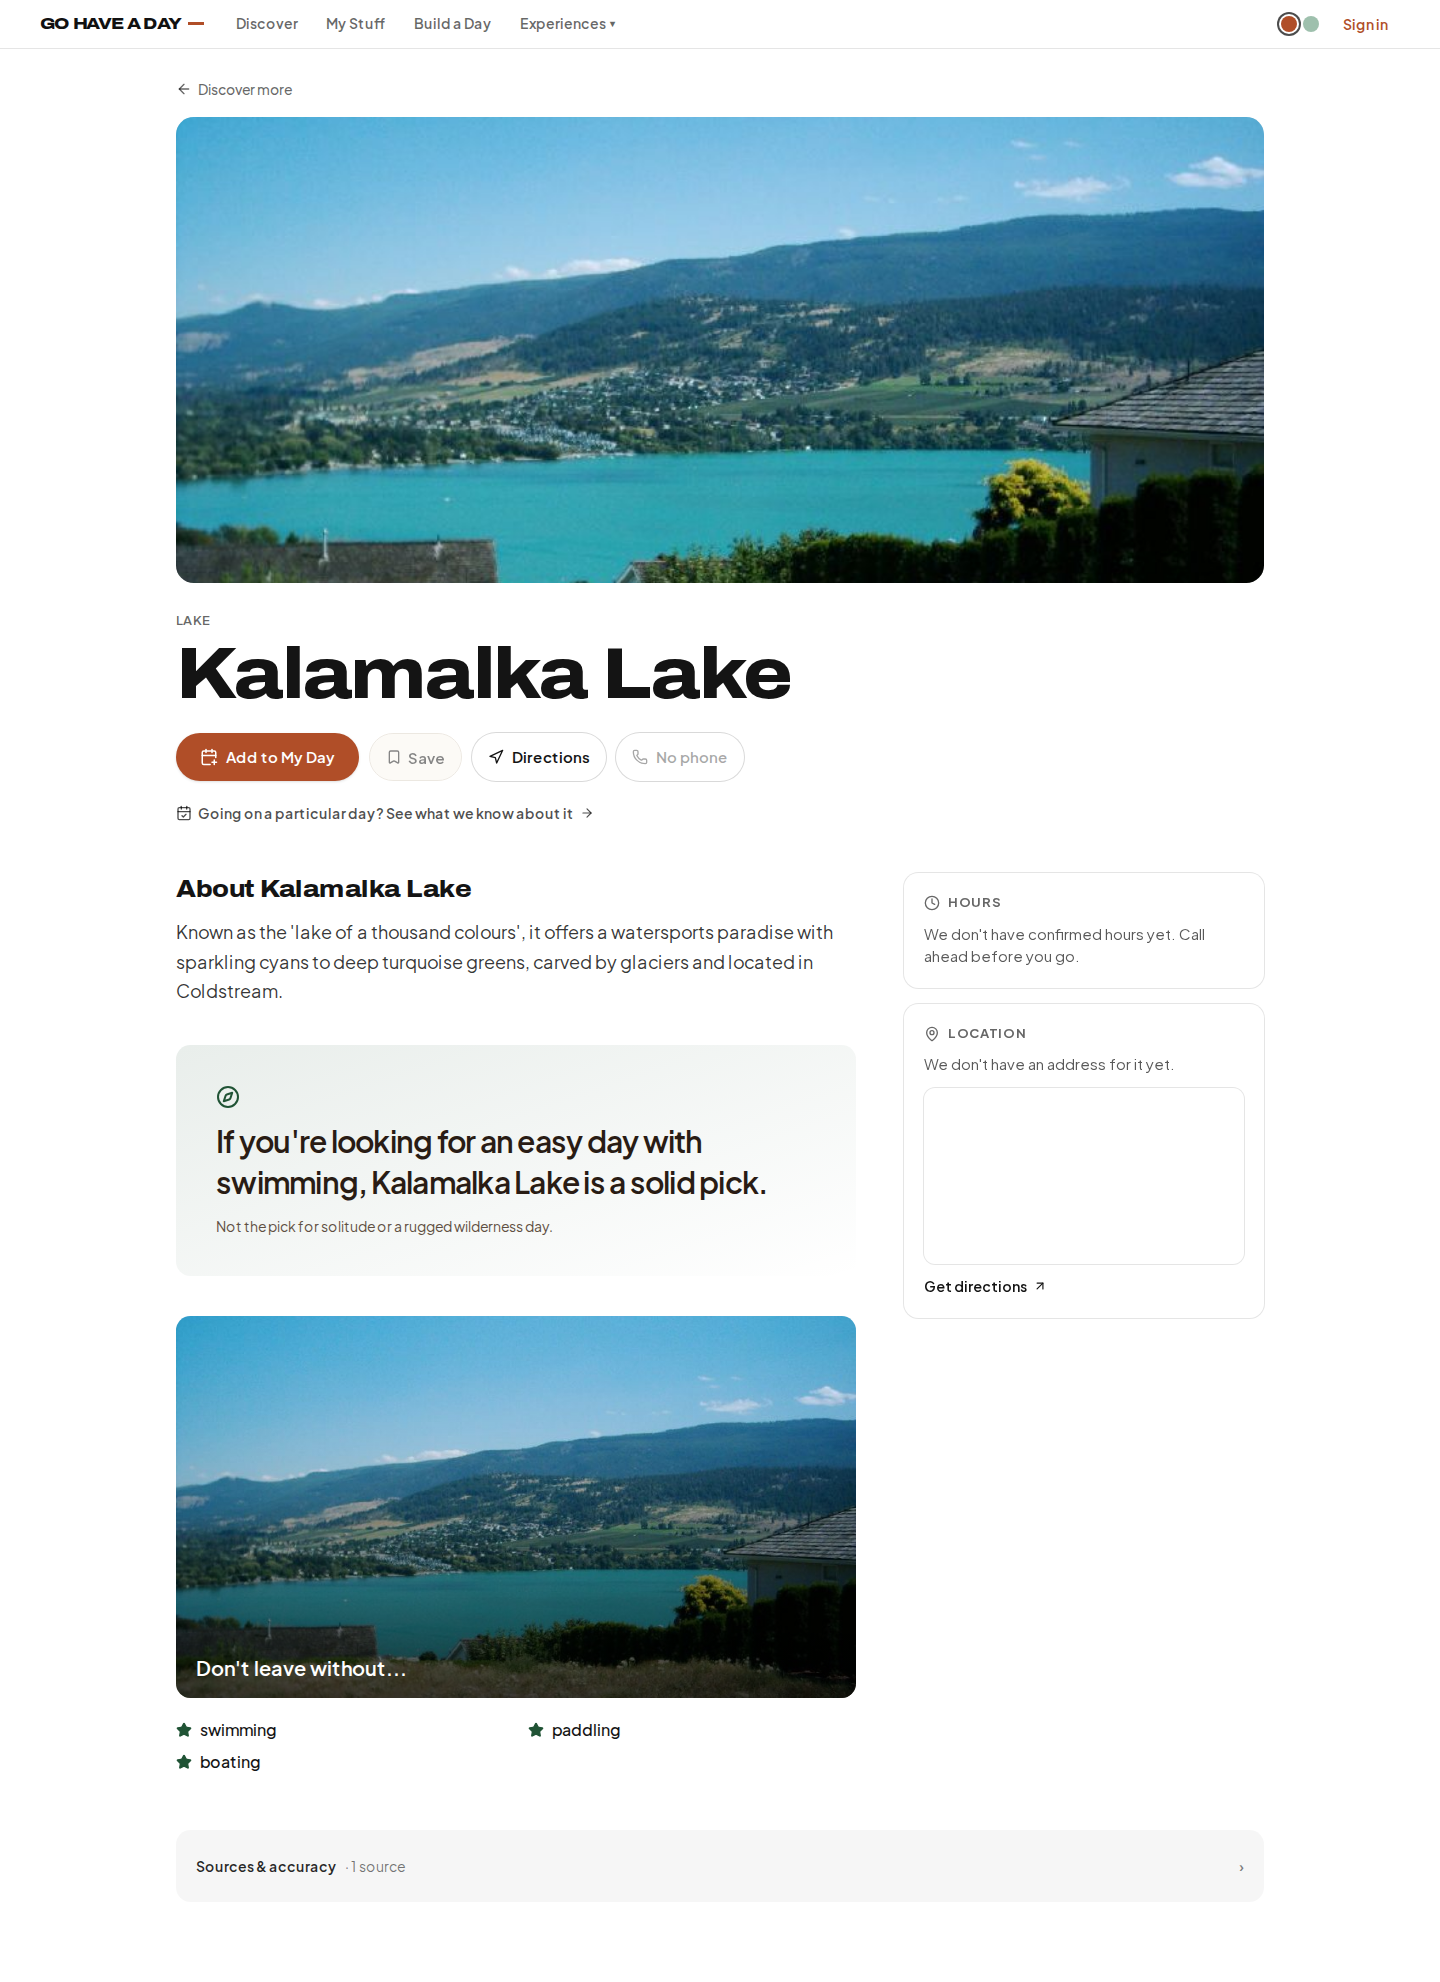 GO HAVE A DAY
Discover
My Stuff
Build a Day
Experiences ▾
Sign in
← Discover more
LAKE
Kalamalka Lake
Add to My Day
Save
Directions
No phone
Going on a particular day? See what we know about it →
About Kalamalka Lake
Known as the 'lake of a thousand colours', it offers a watersports paradise with
sparkling cyans to deep turquoise greens, carved by glaciers and located in
Coldstream.
If you're looking for an easy day with
swimming, Kalamalka Lake is a solid pick.
Not the pick for solitude or a rugged wilderness day.
Don't leave without...
swimming
paddling
boating
HOURS
We don't have confirmed hours yet. Call
ahead before you go.
LOCATION
We don't have an address for it yet.
Get directions ↗
Sources & accuracy · 1 source ›